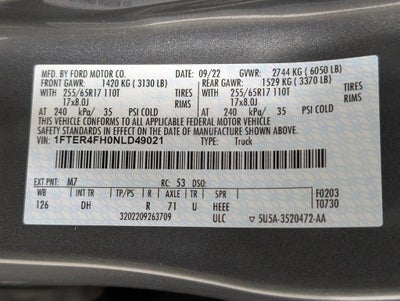 MFD. BY FORD MOTOR CO. 09/22 GVWR: 2744 KG ( 6050 LB)
FRONT GAWR: 1420 KG ( 3130 LB) REAR GAWR: 1529 KG ( 3370 LB)
WITH 255/65R17 110T TIRES WITH 255/65R17 110T TIRES
17x8.0J RIMS 17x8.0J RIMS
AT 240 kPa/ 35 PSI COLD AT 240 kPa/ 35 PSI COLD
THIS VEHICLE CONFORMS TO ALL APPLICABLE FEDERAL MOTOR VEHICLE
SAFETY STANDARDS IN EFFECT ON THE DATE OF MANUFACTURE SHOWN ABOVE.
VIN: 1FTER4FH0NLD49021 TYPE: Truck
EXT PNT: M7 RC: 53 DSO:
WB INT TR TP/PS R AXLE TR SPR F0203
126 DH R 71 U HEEE T0730
3202209263709 ULC ▽ 5U5A-3520472-AA